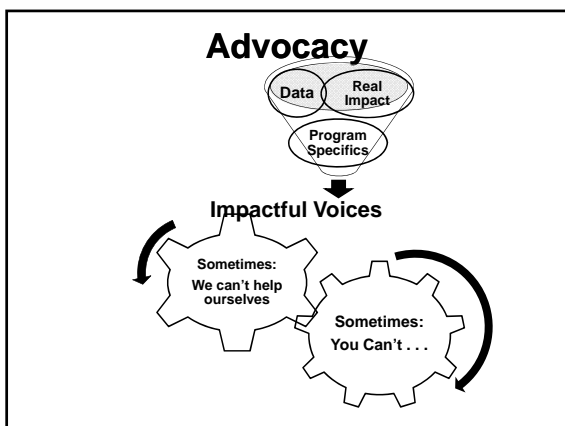 Advocacy
Data
Real
Impact
Program
Specifics
Impactful Voices
Sometimes:
We can't help
ourselves
Sometimes:
You Can't . . .